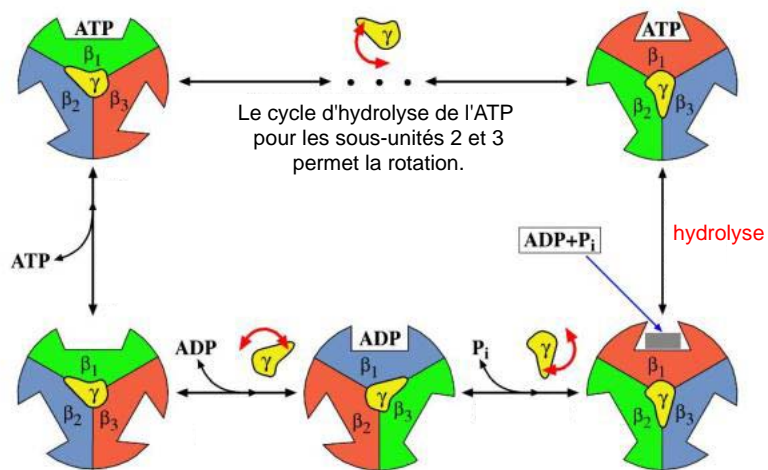 ATP
β1
γ
β2
β3
γ
ATP
β1
γ
β2
β3
. . .
Le cycle d'hydrolyse de l'ATP
pour les sous-unités 2 et 3
permet la rotation.
ATP
ADP+Pi
hydrolyse
β1
γ
β2
β3
ADP
γ
ADP
β1
γ
β2
β3
Pi
γ
β1
γ
β2
β3